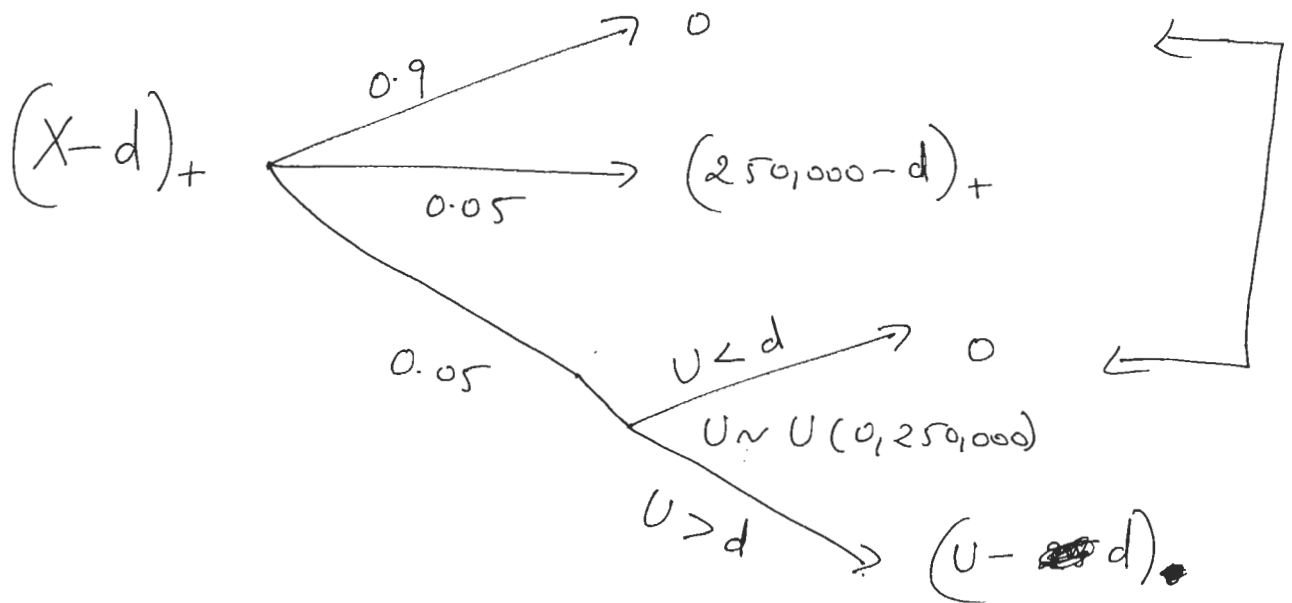 0
0.9
(X-d)+
(250,000-d)+
0.05
U < d
0
0.05
U ~ U(0,250,000)
U > d
(U - d)